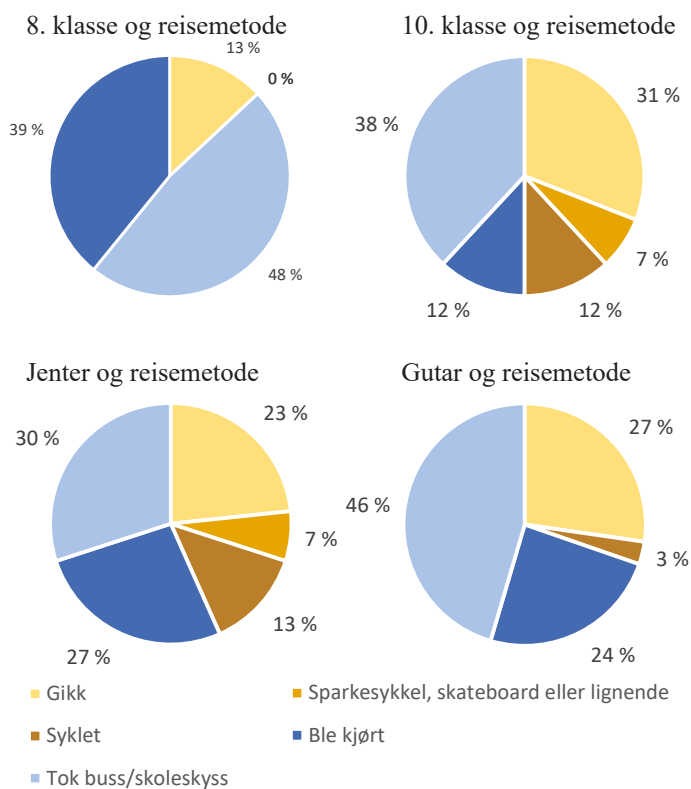 8. klasse og reisemetode
13 %
0 %
39 %
48 %
10. klasse og reisemetode
31 %
38 %
7 %
12 %
12 %
Jenter og reisemetode
23 %
30 %
7 %
13 %
27 %
Gutar og reisemetode
27 %
46 %
3 %
24 %
Gikk
Sparkesykkel, skateboard eller lignende
Syklet
Ble kjørt
Tok buss/skoleskyss